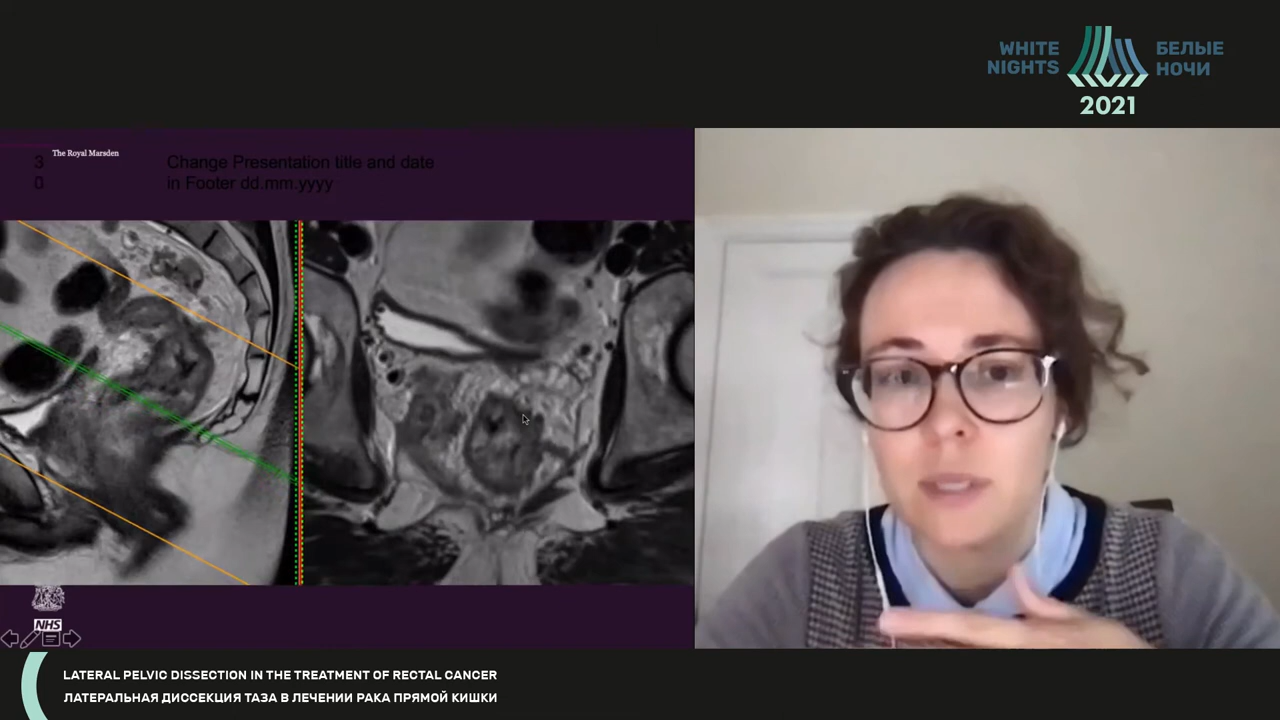 WHITE
NIGHTS
БЕЛЫЕ
НОЧИ
2021
The Royal Marsden
3
0
Change Presentation title and date
in Footer dd.mm.yyyy
NHS
LATERAL PELVIC DISSECTION IN THE TREATMENT OF RECTAL CANCER
ЛАТЕРАЛЬНАЯ ДИССЕКЦИЯ ТАЗА В ЛЕЧЕНИИ РАКА ПРЯМОЙ КИШКИ